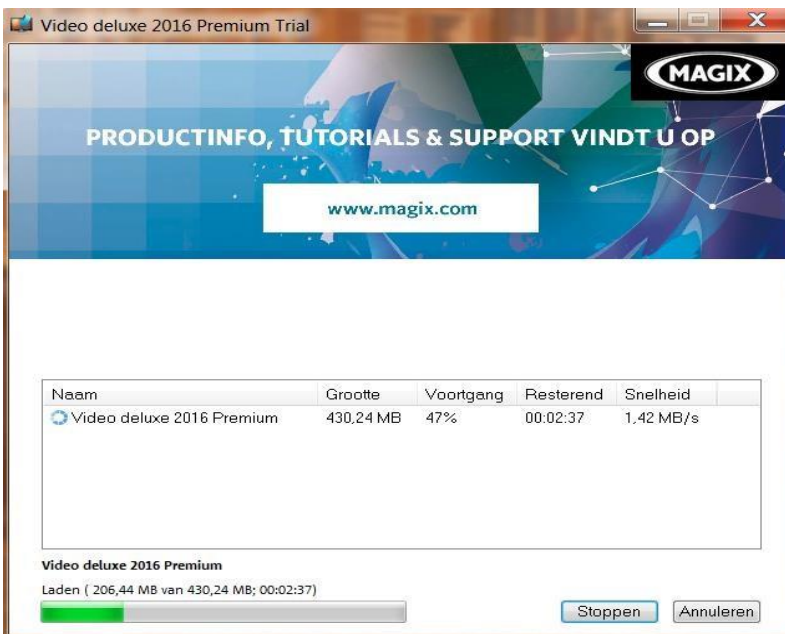 Video deluxe 2016 Premium Trial
MAGIX
PRODUCTINFO, TUTORIALS & SUPPORT VINDT U OP
www.magix.com
Naam Grootte Voortgang Resterend Snelheid
Video deluxe 2016 Premium 430,24 MB 47% 00:02:37 1,42 MB/s
Video deluxe 2016 Premium
Laden ( 206,44 MB van 430,24 MB; 00:02:37)
Stoppen Annuleren